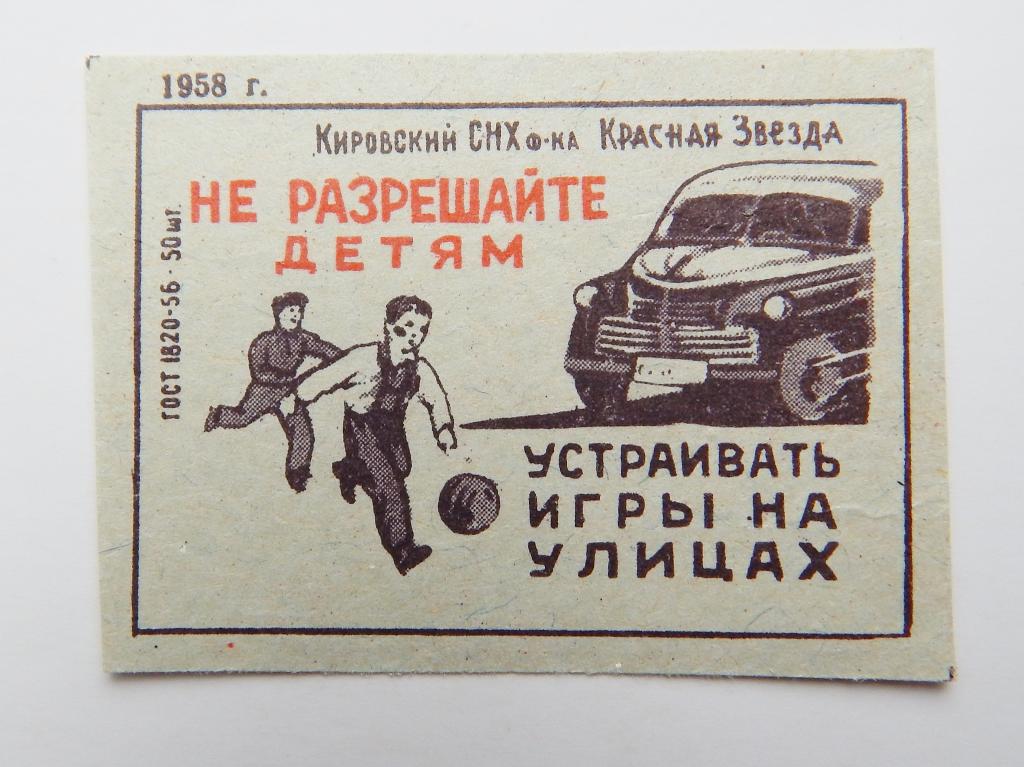 1958 г.
Кировский СНХ ф-ка Красная Звезда
НЕ РАЗРЕШАЙТЕ
ДЕТЯМ
ГОСТ 1820-56 · 50 шт.
УСТРАИВАТЬ
ИГРЫ НА
УЛИЦАХ